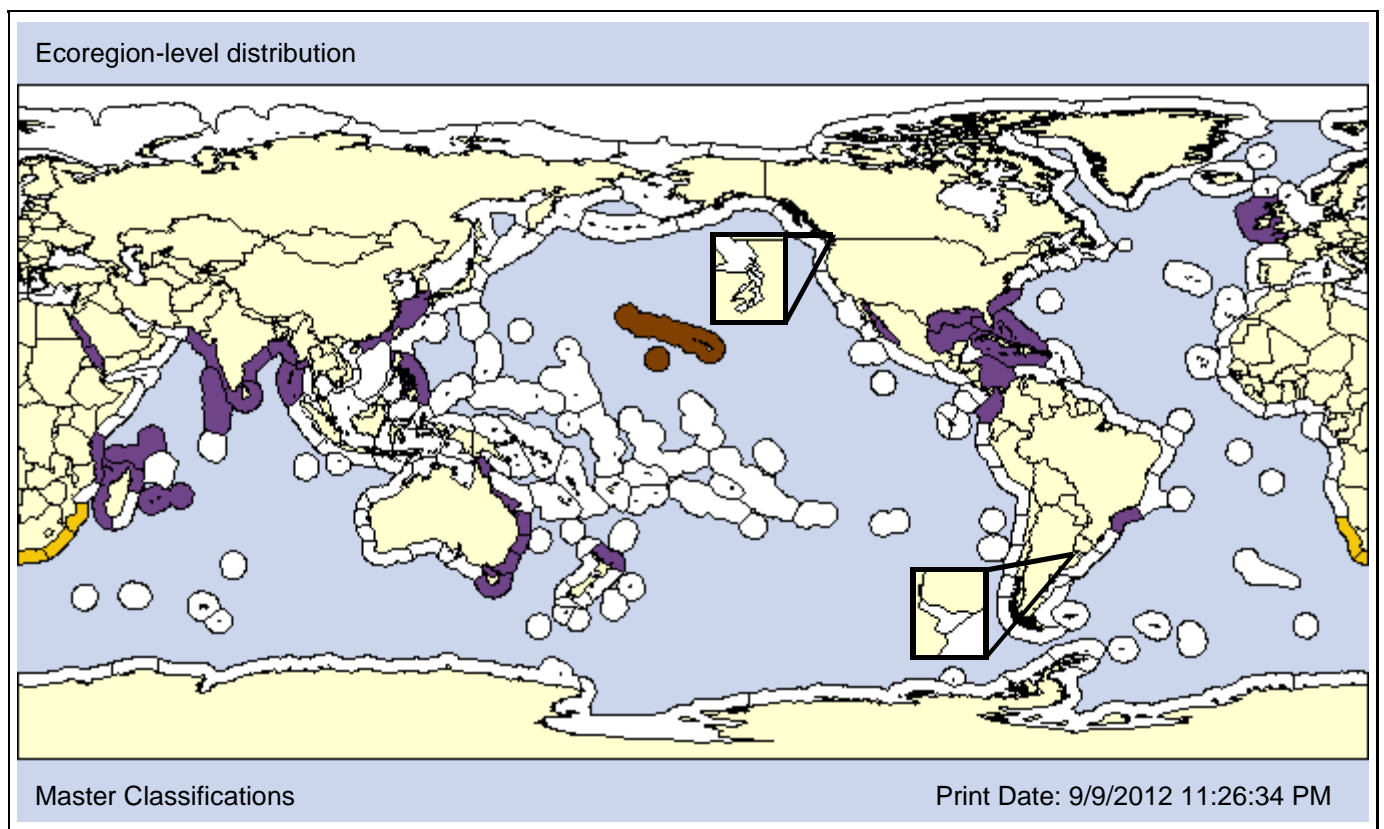 Ecoregion-level distribution
Master Classifications
Print Date: 9/9/2012 11:26:34 PM